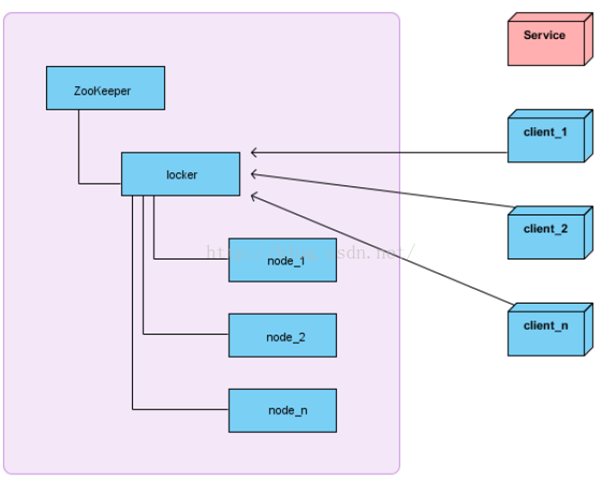 Service
ZooKeeper
client_1
locker
client_2
node_1
client_n
node_2
node_n